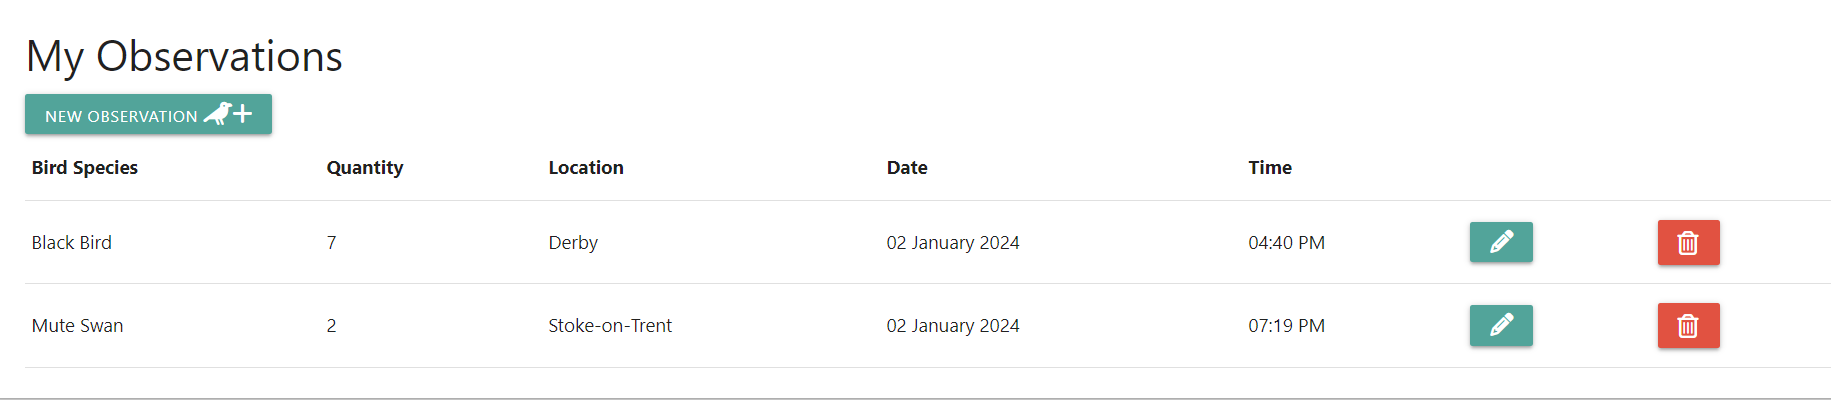 My Observations
NEW OBSERVATION
Bird Species Quantity Location Date Time
Black Bird 7 Derby 02 January 2024 04:40 PM
Mute Swan 2 Stoke-on-Trent 02 January 2024 07:19 PM